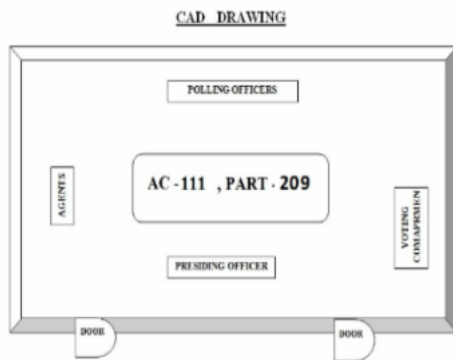 CAD DRAWING
POLLING OFFICERS
AC -111 , PART - 209
AGENTS
VOTING
COMAPRMEN
PRESIDING OFFICER
DOOR
DOOR